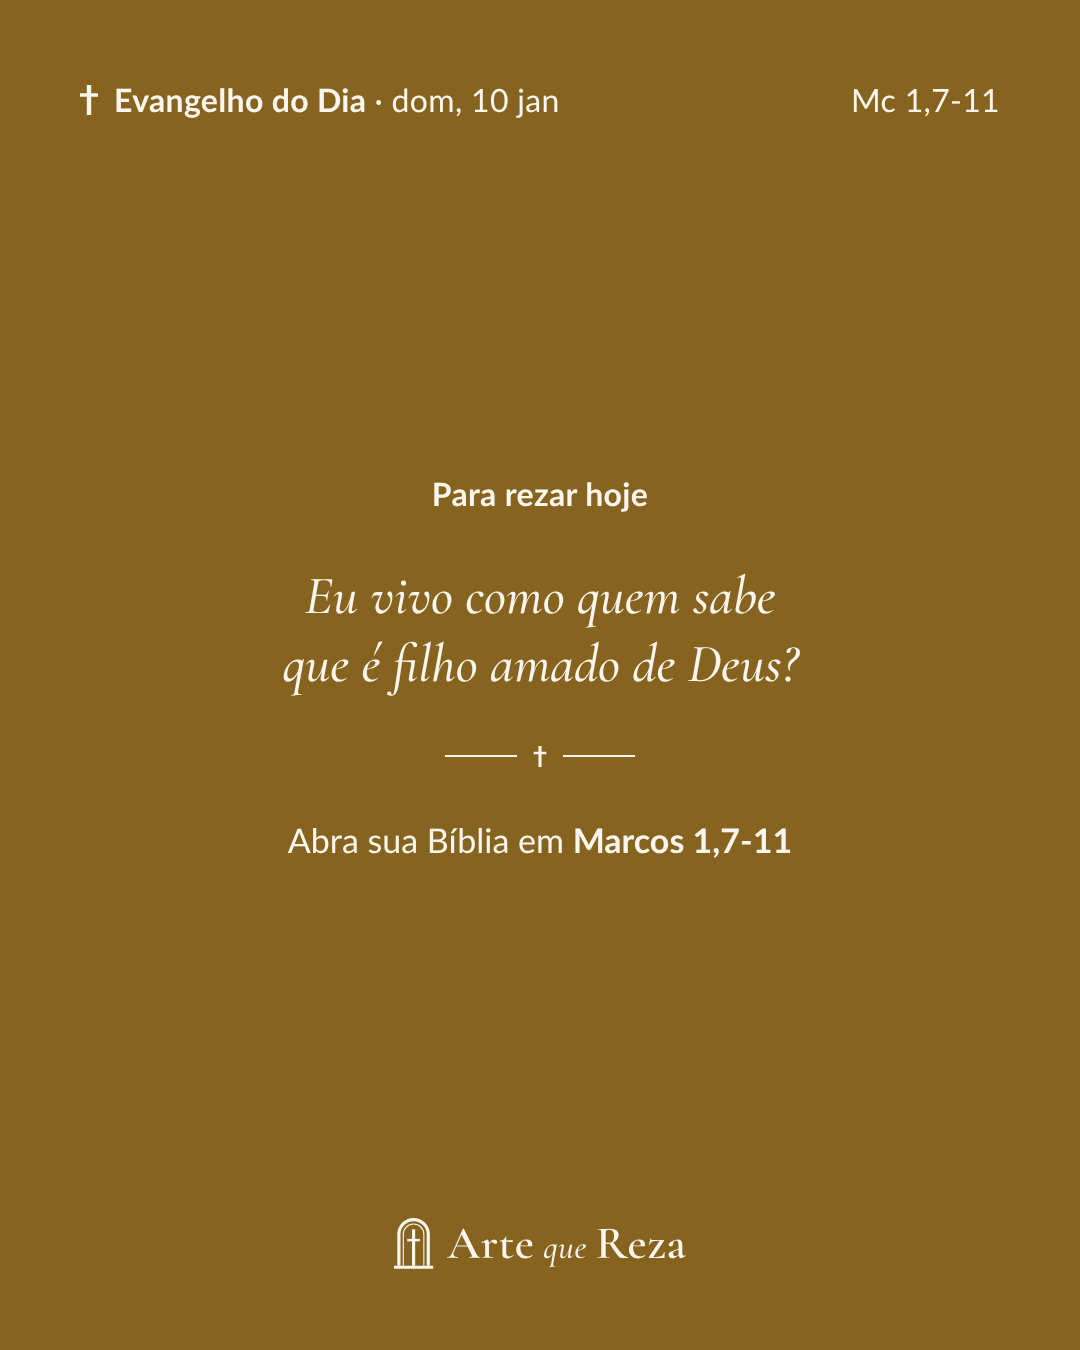 † Evangelho do Dia · dom, 10 jan
Mc 1,7-11
Para rezar hoje
Eu vivo como quem sabe
que é filho amado de Deus?
†
Abra sua Bíblia em Marcos 1,7-11
Arte que Reza